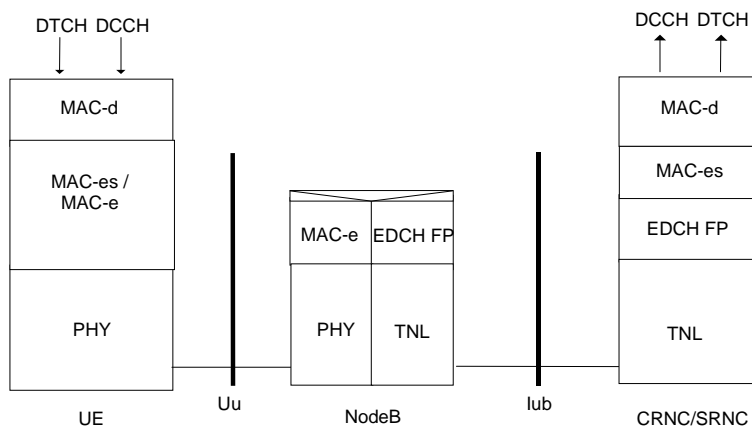 DTCH DCCH
DCCH DTCH
MAC-d
MAC-d
MAC-es /
MAC-e
MAC-es
MAC-e
EDCH FP
EDCH FP
PHY
PHY
TNL
TNL
UE
Uu
NodeB
Iub
CRNC/SRNC